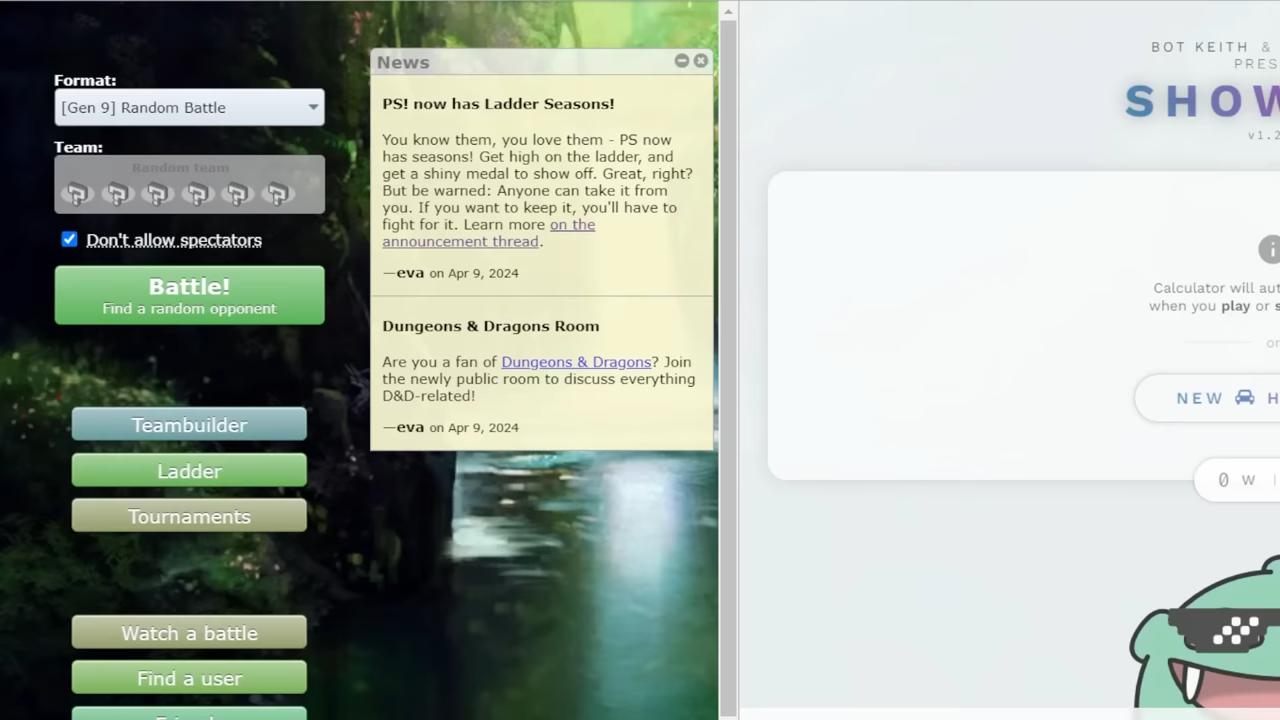 Format:
[Gen 9] Random Battle
Team:
Random team
Don't allow spectators
Battle!
Find a random opponent
Teambuilder
Ladder
Tournaments
Watch a battle
Find a user
News
PS! now has Ladder Seasons!
You know them, you love them - PS now
has seasons! Get high on the ladder, and
get a shiny medal to show off. Great, right?
But be warned: Anyone can take it from
you. If you want to keep it, you'll have to
fight for it. Learn more on the
announcement thread.
—eva on Apr 9, 2024
Dungeons & Dragons Room
Are you a fan of Dungeons & Dragons? Join
the newly public room to discuss everything
D&D-related!
—eva on Apr 9, 2024
BOT KEITH &
PRES
SHOW
v1.2
Calculator will aut
when you play or s
or
NEW H
0 W